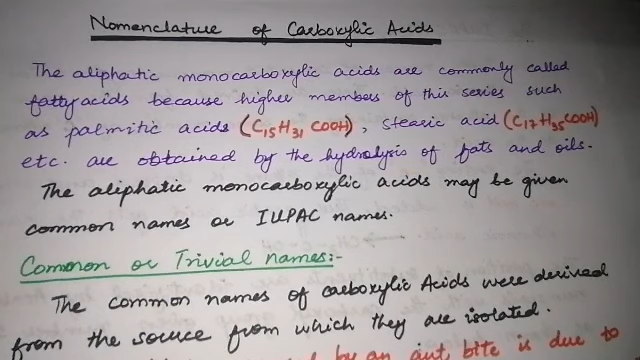 Nomenclature of Carboxylic Acids
The aliphatic monocarboxylic acids are commonly called
fatty acids because higher members of this series such
as palmitic acids (C15H31 COOH), stearic acid (C17H35COOH)
etc. are obtained by the hydrolysis of fats and oils.
The aliphatic monocarboxylic acids may be given
common names or IUPAC names.
Common or Trivial names:-
The common names of carboxylic Acids were derived
from the source from which they are isolated.
by an ant bite is due to